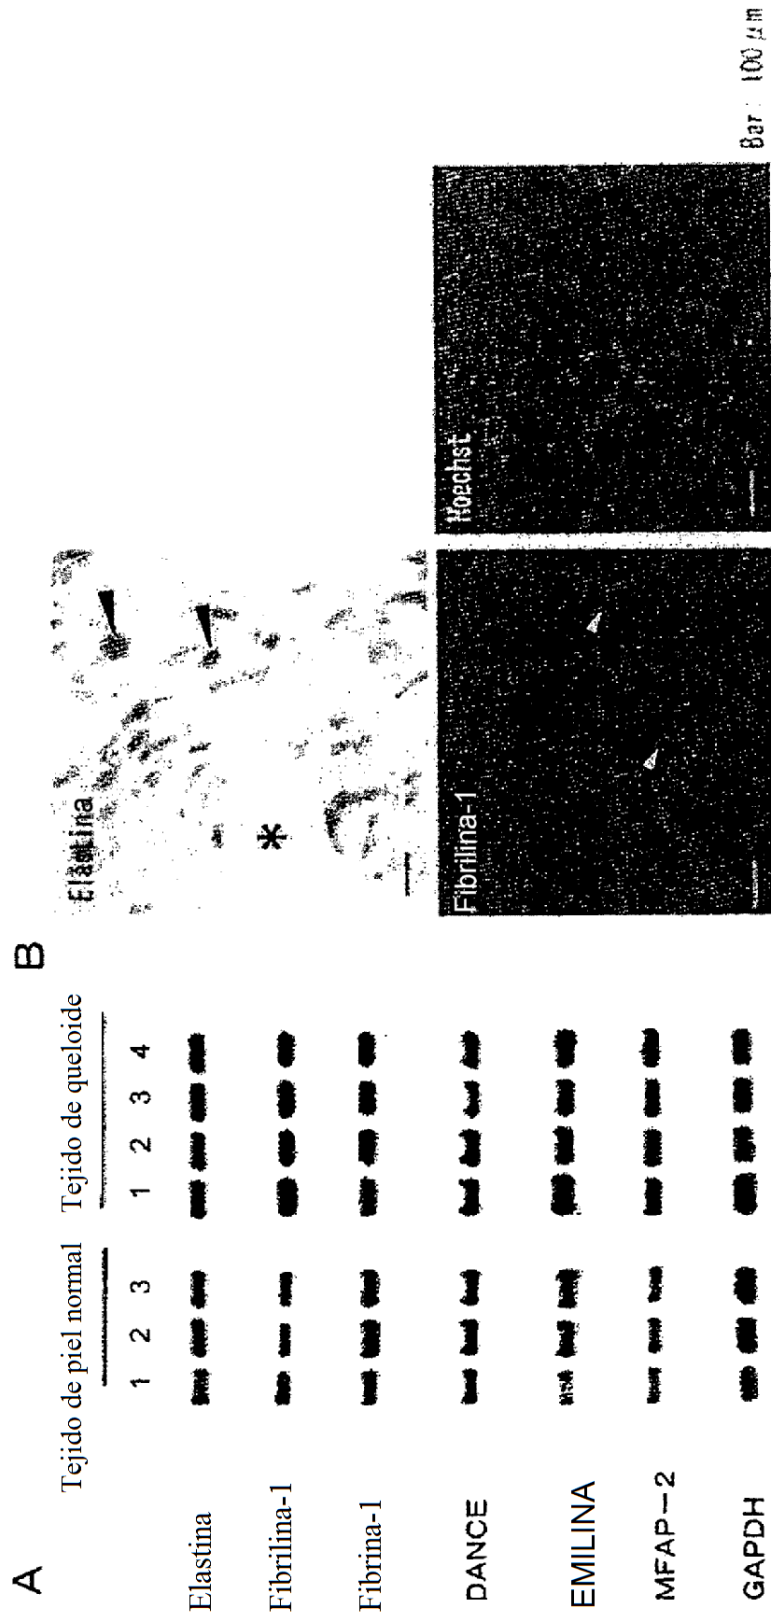 A
Tejido de piel normal
Tejido de queloide
1 2 3 1 2 3 4
Elastina
Fibrilina-1
Fibrina-1
DANCE
EMILINA
MFAP-2
GAPDH
B
Elastina
*
Fibrilina-1
Hoechst
Bar : 100 μm